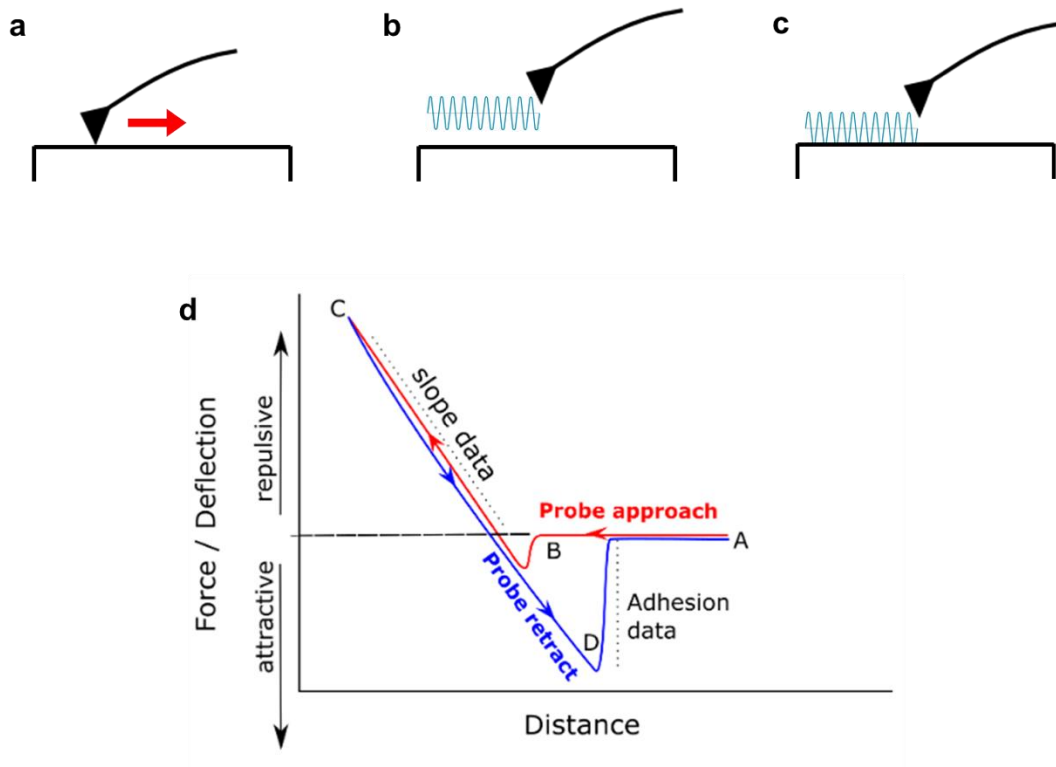 a
b
c
d
C
slope data
Probe approach
A
B
Probe retract
D
Adhesion
data
Force / Deflection
repulsive
attractive
Distance